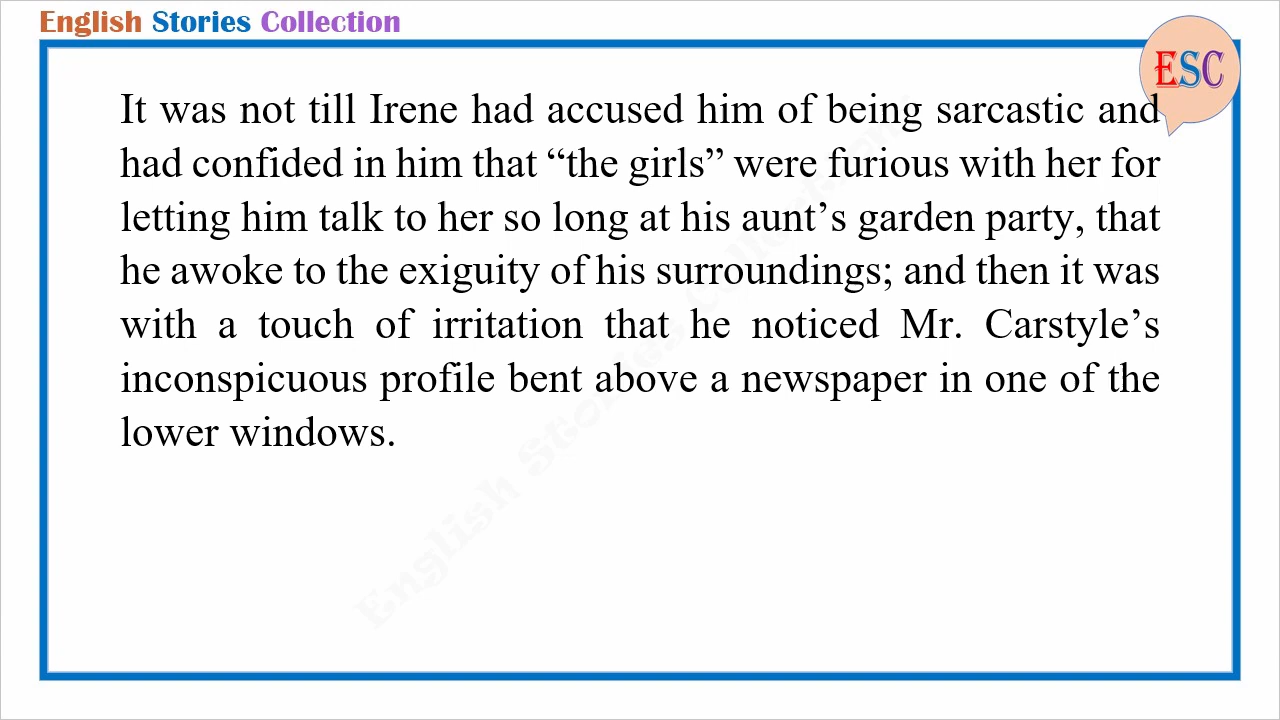 English Stories Collection
ESC
It was not till Irene had accused him of being sarcastic and
had confided in him that “the girls” were furious with her for
letting him talk to her so long at his aunt’s garden party, that
he awoke to the exiguity of his surroundings; and then it was
with a touch of irritation that he noticed Mr. Carstyle’s
inconspicuous profile bent above a newspaper in one of the
lower windows.
English Stories Collection